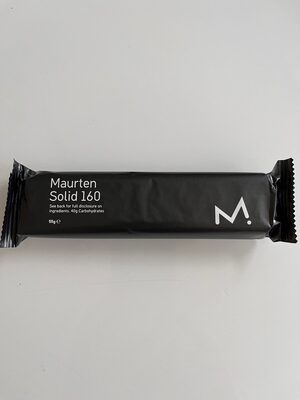 Maurten
Solid 160
See back for full disclosure on
ingredients. 40g Carbohydrates
55g℮
M.